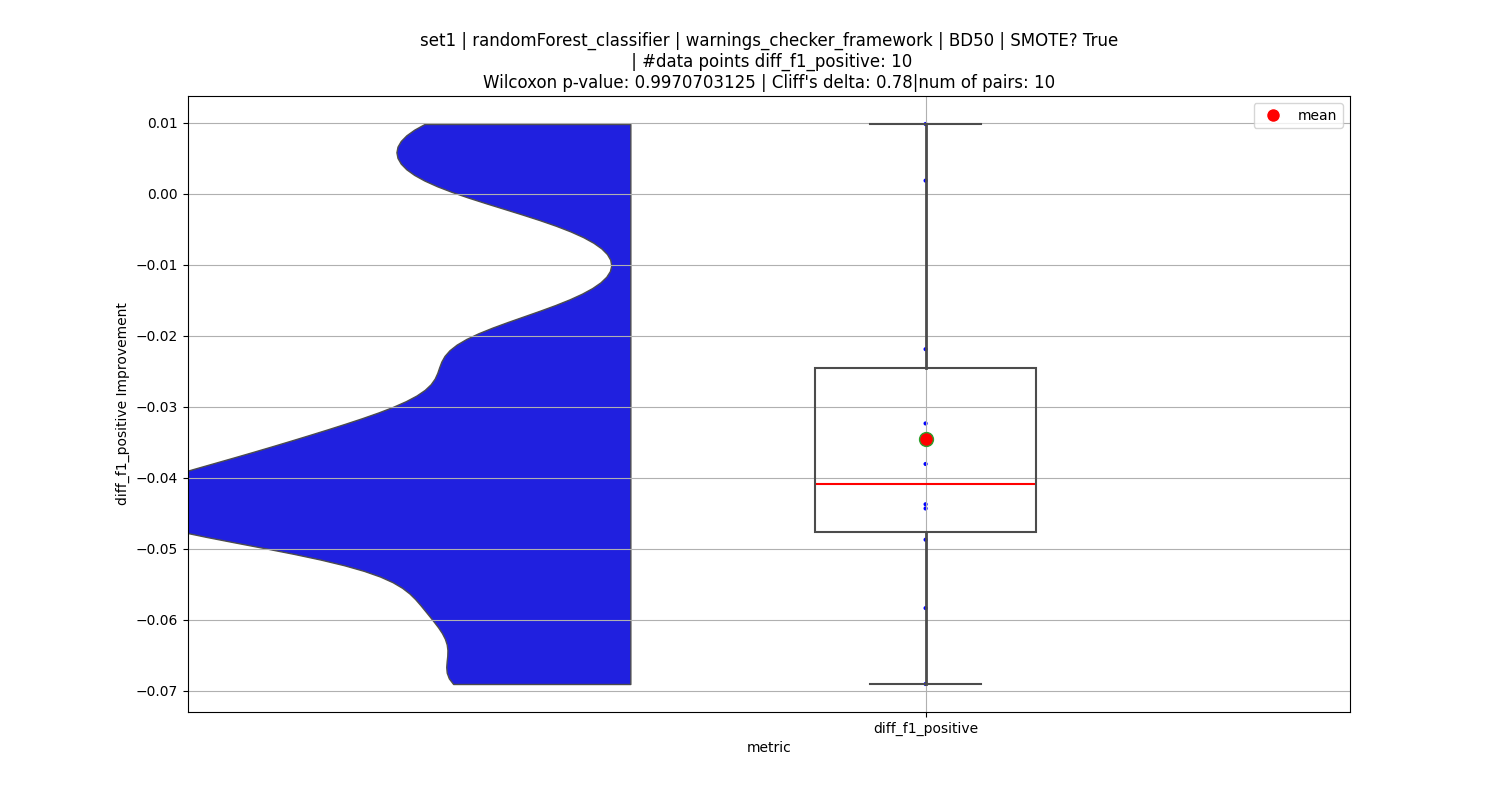 set1 | randomForest_classifier | warnings_checker_framework | BD50 | SMOTE? True
| #data points diff_f1_positive: 10
Wilcoxon p-value: 0.9970703125 | Cliff's delta: 0.78|num of pairs: 10
mean
0.01
0.00
−0.01
−0.02
−0.03
−0.04
−0.05
−0.06
−0.07
diff_f1_positive Improvement
diff_f1_positive
metric